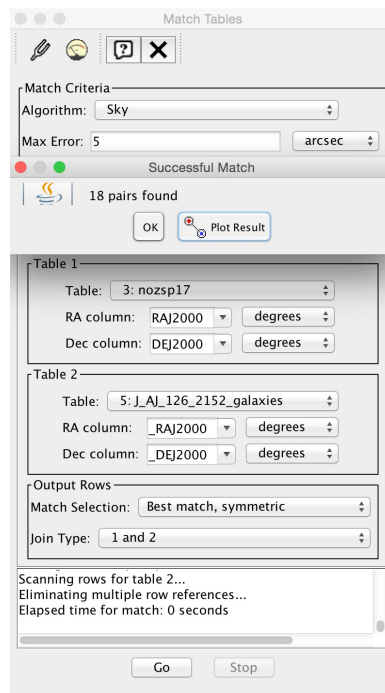 Match Tables
Match Criteria
Algorithm: Sky
Max Error: 5 arcsec
Successful Match
18 pairs found
OK Plot Result
Table 1
Table: 3: nozsp17
RA column: RAJ2000 degrees
Dec column: DEJ2000 degrees
Table 2
Table: 5: J_AJ_126_2152_galaxies
RA column: _RAJ2000 degrees
Dec column: _DEJ2000 degrees
Output Rows
Match Selection: Best match, symmetric
Join Type: 1 and 2
Scanning rows for table 2...
Eliminating multiple row references...
Elapsed time for match: 0 seconds
Go Stop